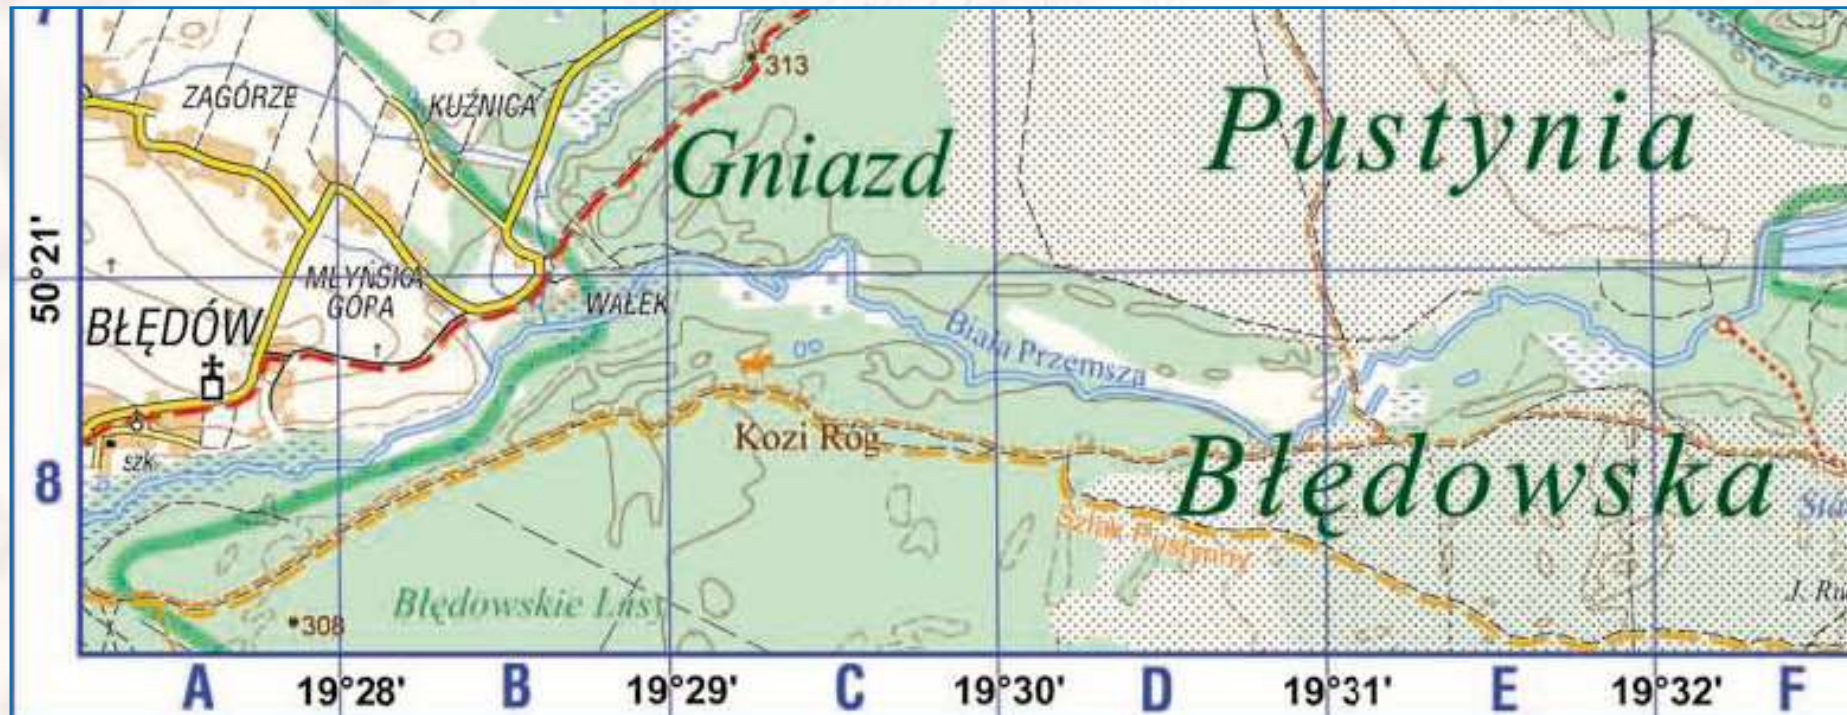 313
ZAGÓRZE
KUŹNICA
Gniazd
Pustynia
50°21'
MŁYŃSKA
GÓRA
WAŁEK
BŁĘDÓW
Biała Przemsza
Kozi Róg
Błędowska
szk.
8
Szlak Pustynny
Błędowskie Lasy
308
A 19°28' B 19°29' C 19°30' D 19°31' E 19°32' F